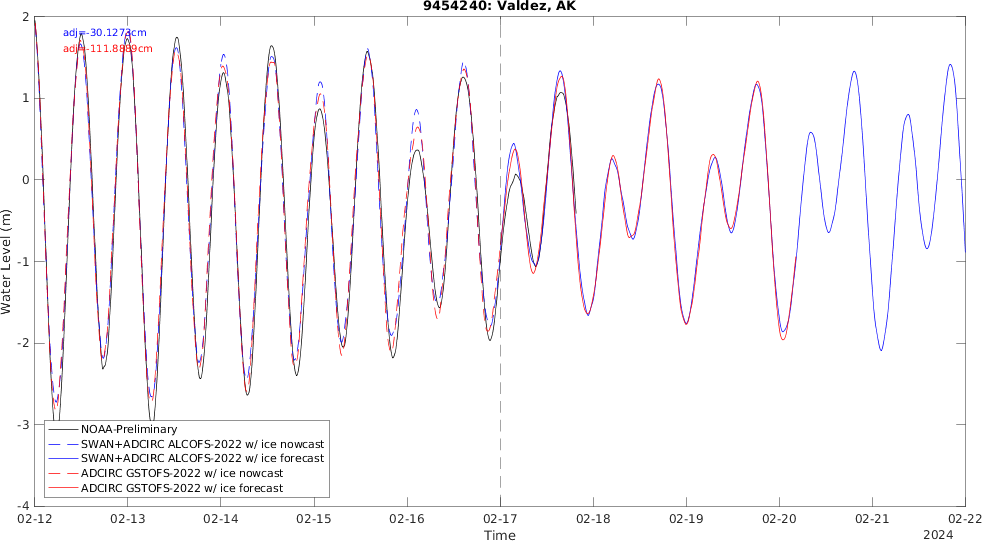 9454240: Valdez, AK
adj=-30.1273cm
adj=-111.8889cm
Water Level (m)
2
1
0
-1
-2
-3
-4
NOAA-Preliminary
SWAN+ADCIRC ALCOFS-2022 w/ ice nowcast
SWAN+ADCIRC ALCOFS-2022 w/ ice forecast
ADCIRC GSTOFS-2022 w/ ice nowcast
ADCIRC GSTOFS-2022 w/ ice forecast
02-12 02-13 02-14 02-15 02-16 02-17 02-18 02-19 02-20 02-21 02-22
Time
2024